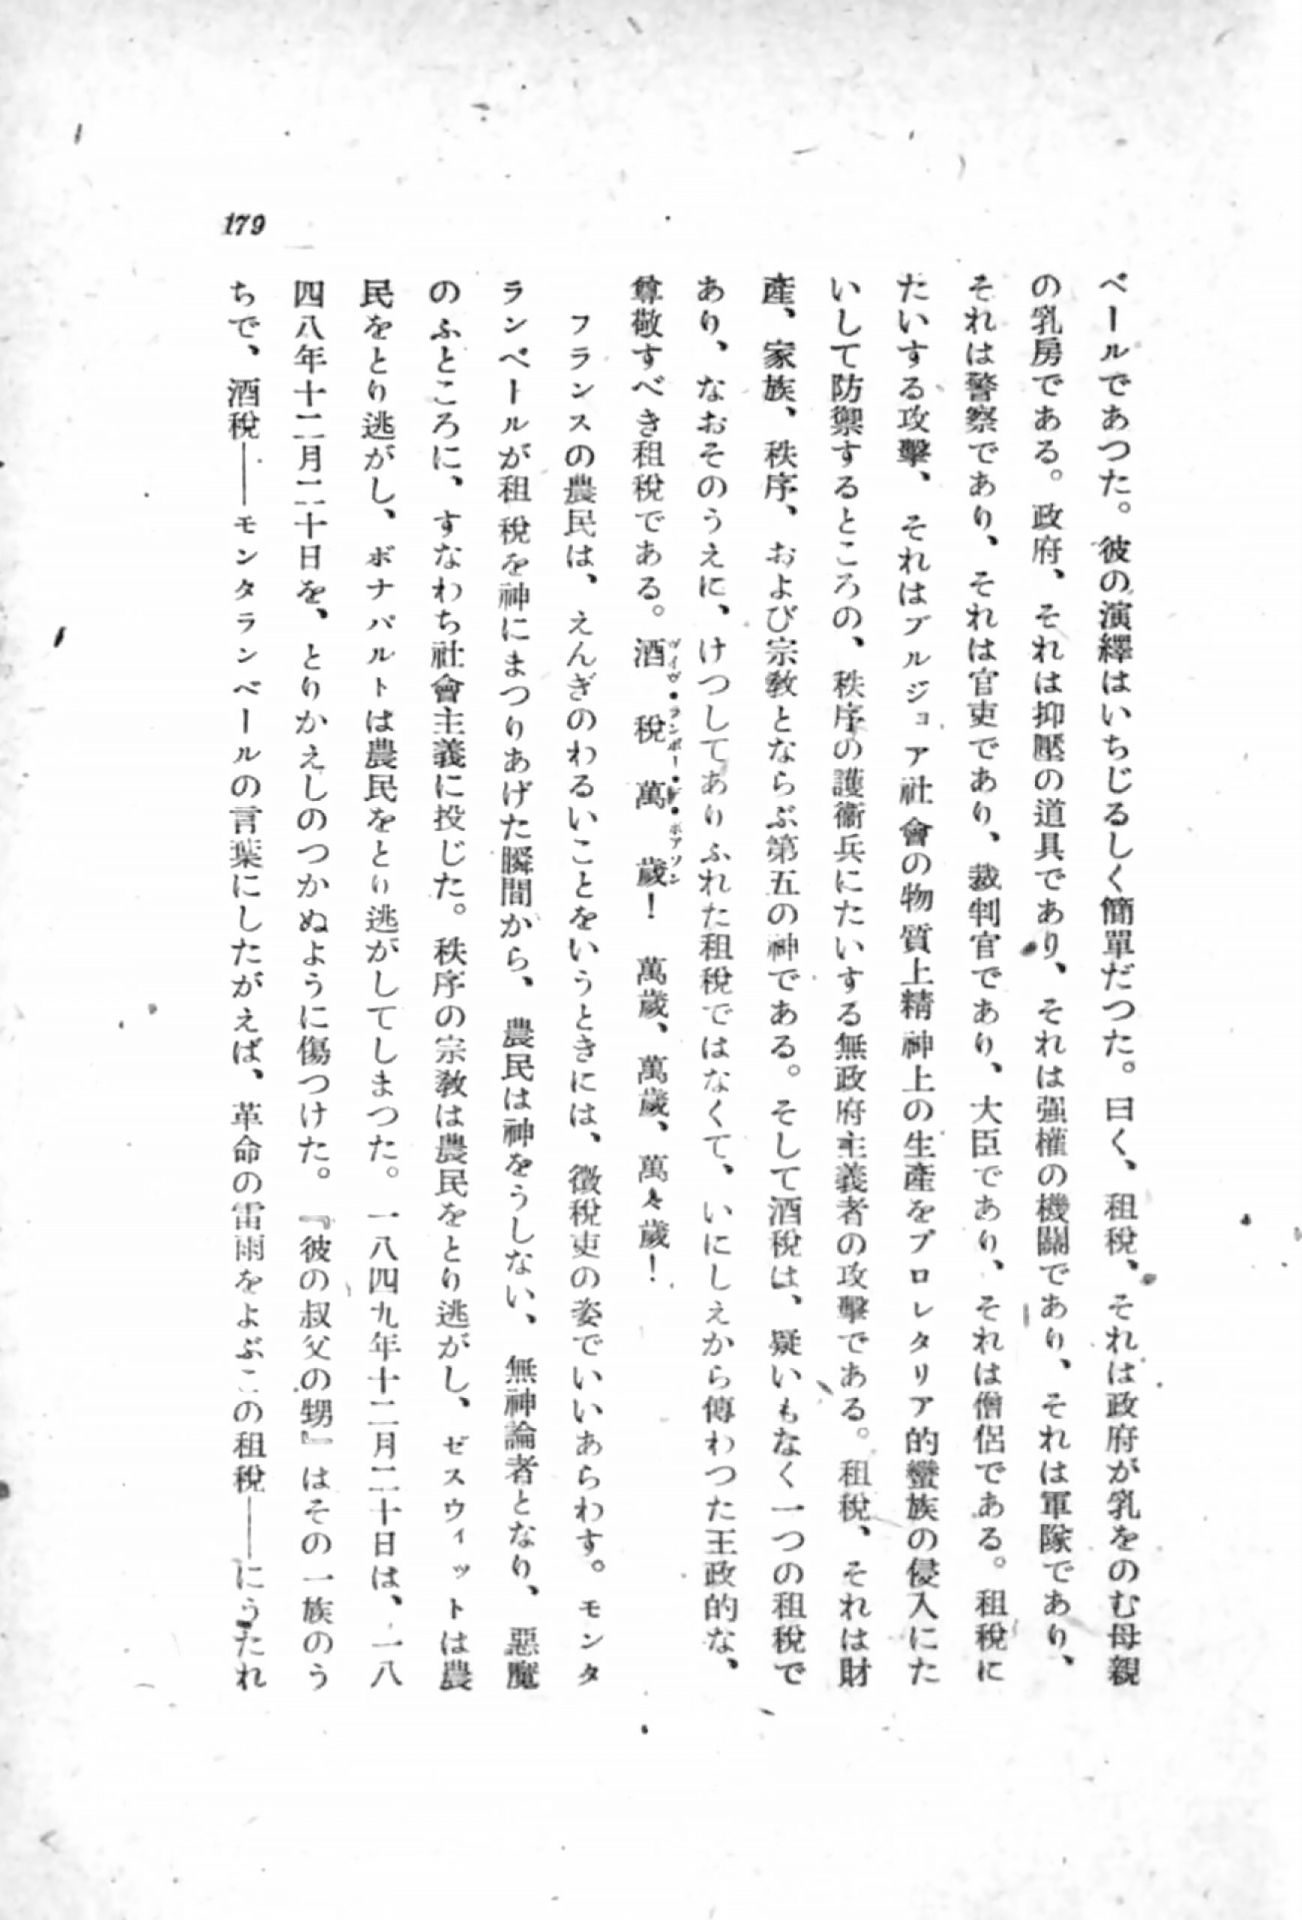 ベールであつた。彼の演繹はいちじるしく簡單だつた。曰く、租税、それは政府が乳をのむ母親
の乳房である。政府、それは抑壓の道具であり、それは强權の機關であり、それは軍隊であり、
それは警察であり、それは官吏であり、裁判官であり、大臣であり、それは僧侶である。租税に
たいする攻擊、それはブルジョア社會の物質上精神上の生產をプロレタリア的蠻族の侵入にた
いして防禦するところの、秩序の護衞兵にたいする無政府主義者の攻擊である。租税、それは財
產、家族、秩序、および宗教とならぶ第五の神である。そして酒税は、疑いもなく一つの租税で
あり、なおそのうえに、けつしてありふれた租税ではなくて、いにしえから傳わつた王政的な、
尊敬すべき租税である。酒税萬歲！　萬歲、萬歲、萬々歲！
ヴイヴ・ランポー・デ・ボアソン
フランスの農民は、えんぎのわるいことをいうときには、徵税吏の姿でいいあらわす。モンタ
ランベールが租税を神にまつりあげた瞬間から、農民は神をうしない、無神論者となり、惡魔
のふところに、すなわち社會主義に投じた。秩序の宗教は農民をとり逃がし、ゼスウィットは農
民をとり逃がし、ボナパルトは農民をとり逃がしてしまつた。一八四九年十二月二十日は、一八
四八年十二月二十日を、とりかえしのつかぬように傷つけた。『彼の叔父の甥』はその一族のう
ちで、酒税――モンタランベールの言葉にしたがえば、革命の雷雨をよぶこの租税――にうたれ
179